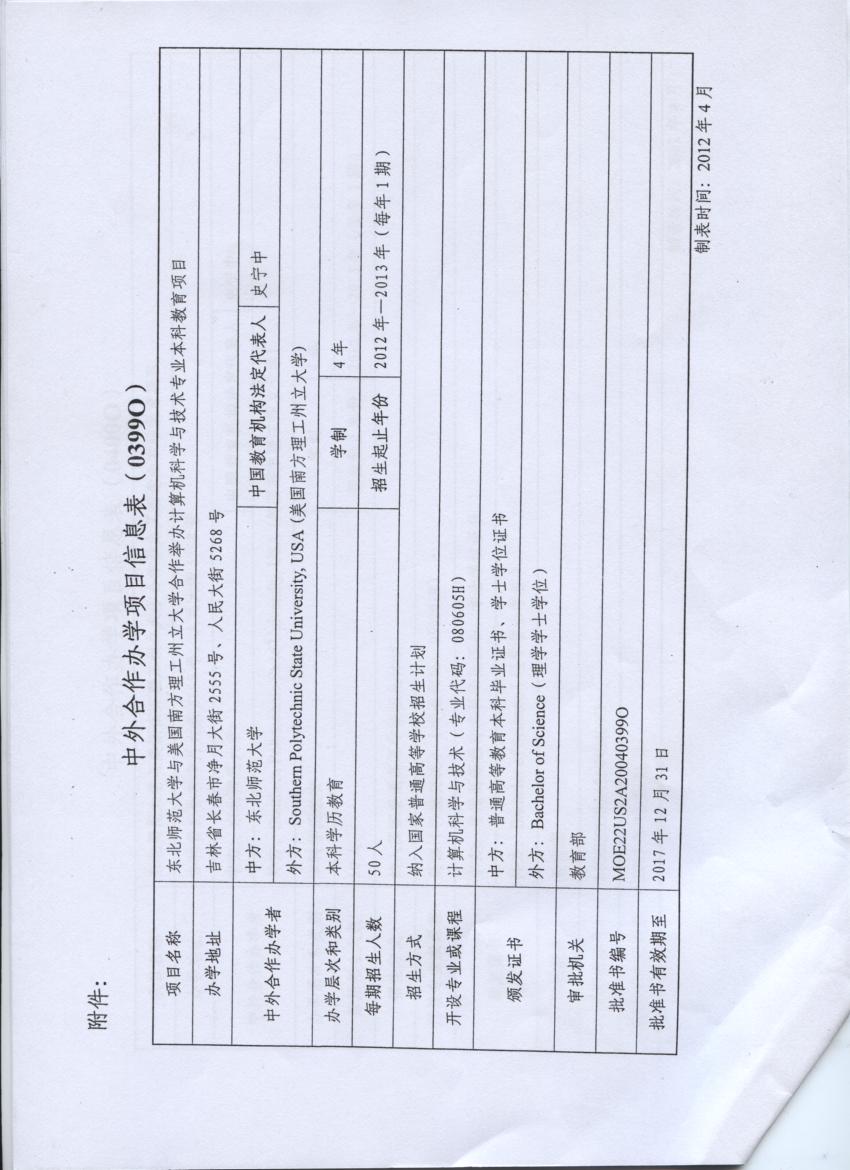 附件：
中外合作办学项目信息表（0399O）
项目名称 东北师范大学与美国南方理工州立大学合作举办计算机科学与技术专业本科教育项目
办学地址 吉林省长春市净月大街 2555 号、人民大街 5268 号
中外合作办学者 中方：东北师范大学 中国教育机构法定代表人 史宁中
外方：Southern Polytechnic State University, USA (美国南方理工州立大学)
办学层次和类别 本科学历教育 学制 4 年
每期招生人数 50 人 招生起止年份 2012 年—2013 年（每年 1 期）
招生方式 纳入国家普通高等学校招生计划
开设专业或课程 计算机科学与技术（专业代码：080605H）
颁发证书 中方：普通高等教育本科毕业证书、学士学位证书
外方：Bachelor of Science（理学学士学位）
审批机关 教育部
批准书编号 MOE22US2A20040399O
批准书有效期至 2017 年 12 月 31 日
制表时间：2012 年 4 月